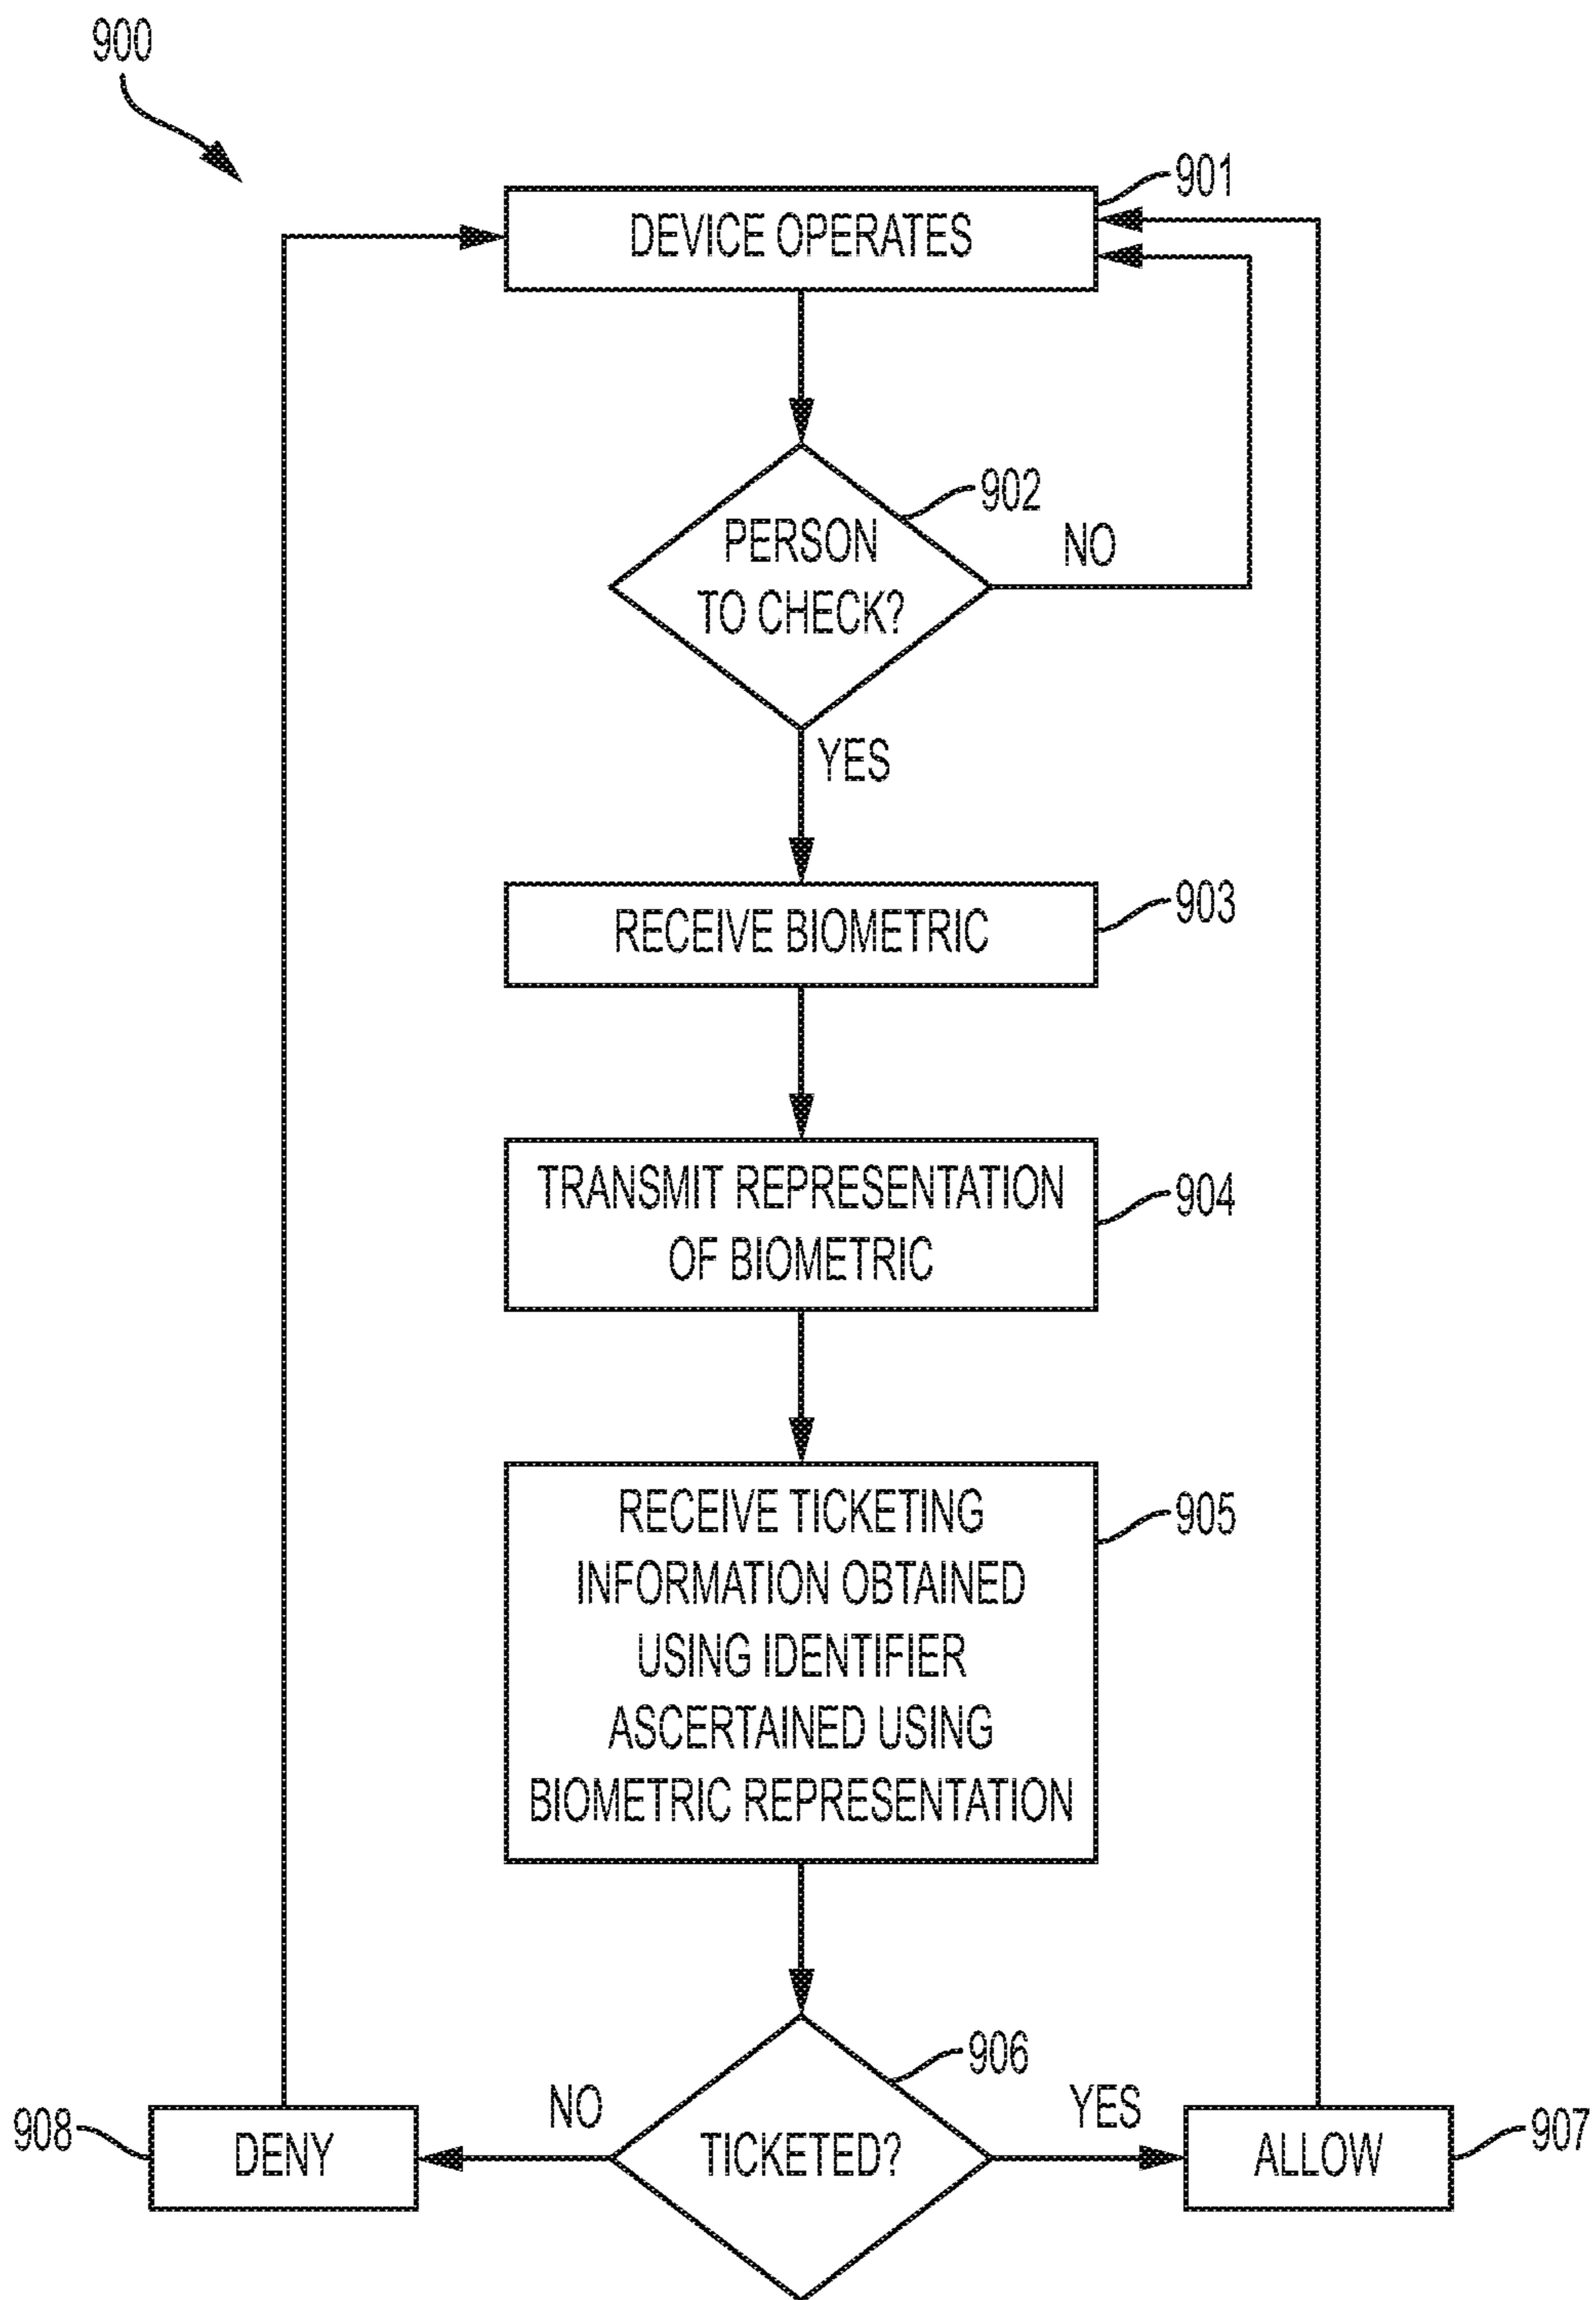 900
901
DEVICE OPERATES
902
PERSON
TO CHECK?
NO
YES
903
RECEIVE BIOMETRIC
904
TRANSMIT REPRESENTATION
OF BIOMETRIC
905
RECEIVE TICKETING
INFORMATION OBTAINED
USING IDENTIFIER
ASCERTAINED USING
BIOMETRIC REPRESENTATION
906
NO
YES
908
DENY
TICKETED?
ALLOW
907